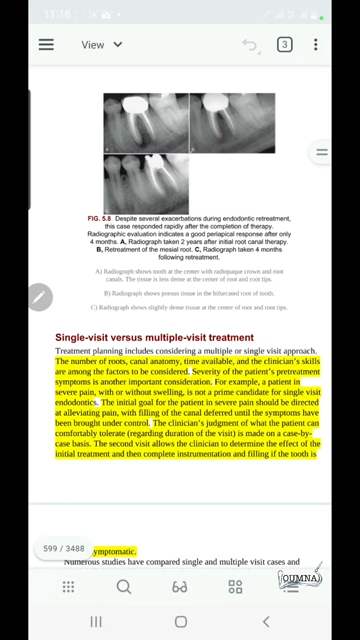 11:16
View
3
A
B
C
FIG. 5.8 Despite several exacerbations during endodontic retreatment,
this case responded rapidly after the completion of therapy.
Radiographic evaluation indicates a good periapical response after only
4 months. A, Radiograph taken 2 years after initial root canal therapy.
B, Retreatment of the mesial root. C, Radiograph taken 4 months
following retreatment.
A) Radiograph shows tooth at the center with radiopaque crown and root
canals. The tissue is less dense at the center of root and root tips.
B) Radiograph shows porous tissue in the bifurcated root of tooth.
C) Radiograph shows slightly dense tissue at the center of root and root tips.
Single-visit versus multiple-visit treatment
Treatment planning includes considering a multiple or single visit approach.
The number of roots, canal anatomy, time available, and the clinician's skills
are among the factors to be considered. Severity of the patient's pretreatment
symptoms is another important consideration. For example, a patient in
severe pain, with or without swelling, is not a prime candidate for single visit
endodontics. The initial goal for the patient in severe pain should be directed
at alleviating pain, with filling of the canal deferred until the symptoms have
been brought under control. The clinician's judgment of what the patient can
comfortably tolerate (regarding duration of the visit) is made on a case-by-
case basis. The second visit allows the clinician to determine the effect of the
initial treatment and then complete instrumentation and filling if the tooth is
599 / 3488
symptomatic.
Numerous studies have compared single and multiple visit cases and
OUMNA